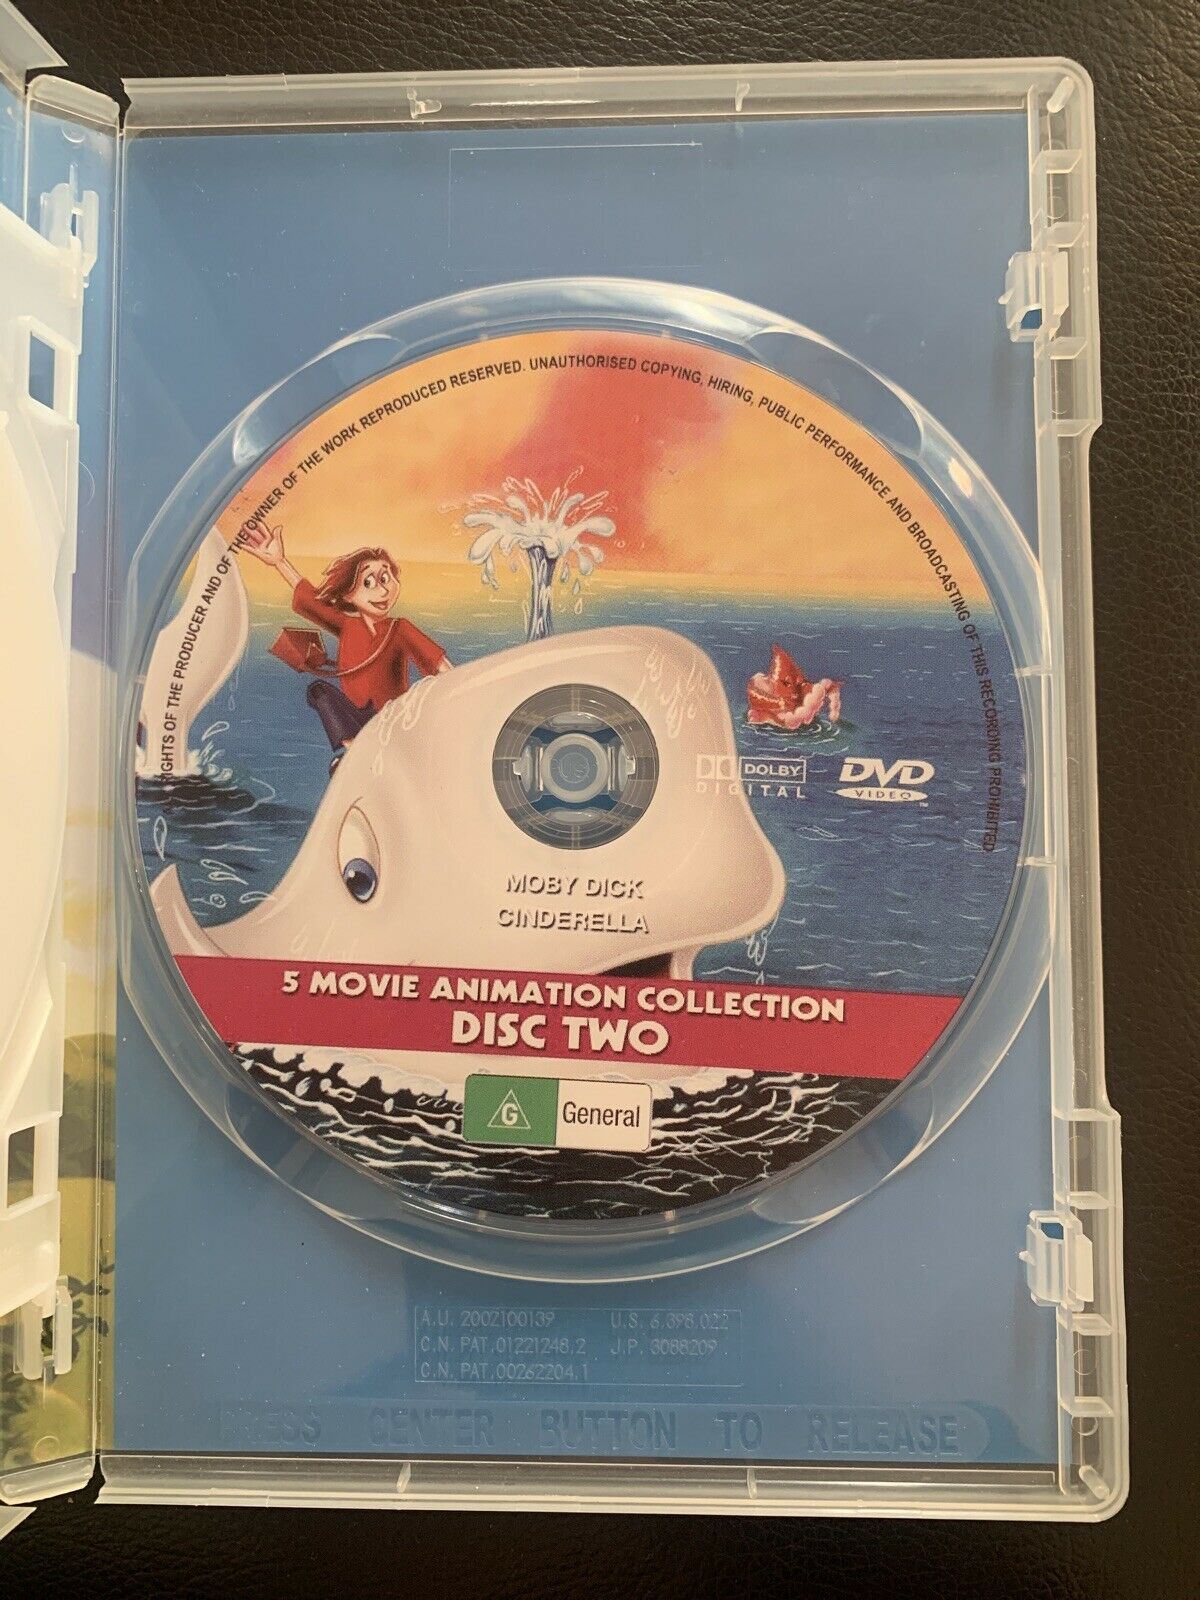 RIGHTS OF THE PRODUCER AND OF THE OWNER OF THE WORK REPRODUCED RESERVED. UNAUTHORISED COPYING, HIRING, PUBLIC PERFORMANCE AND BROADCASTING OF THIS RECORDING PROHIBITED
DOLBY
DIGITAL
DVD
VIDEO
TM
MOBY DICK
CINDERELLA
5 MOVIE ANIMATION COLLECTION
DISC TWO
G General
A.U. 2002100139 U.S. 6,398,022
C.N. PAT.01221248.2 J.P. 3088209
C.N. PAT.00262204.1
PRESS CENTER BUTTON TO RELEASE